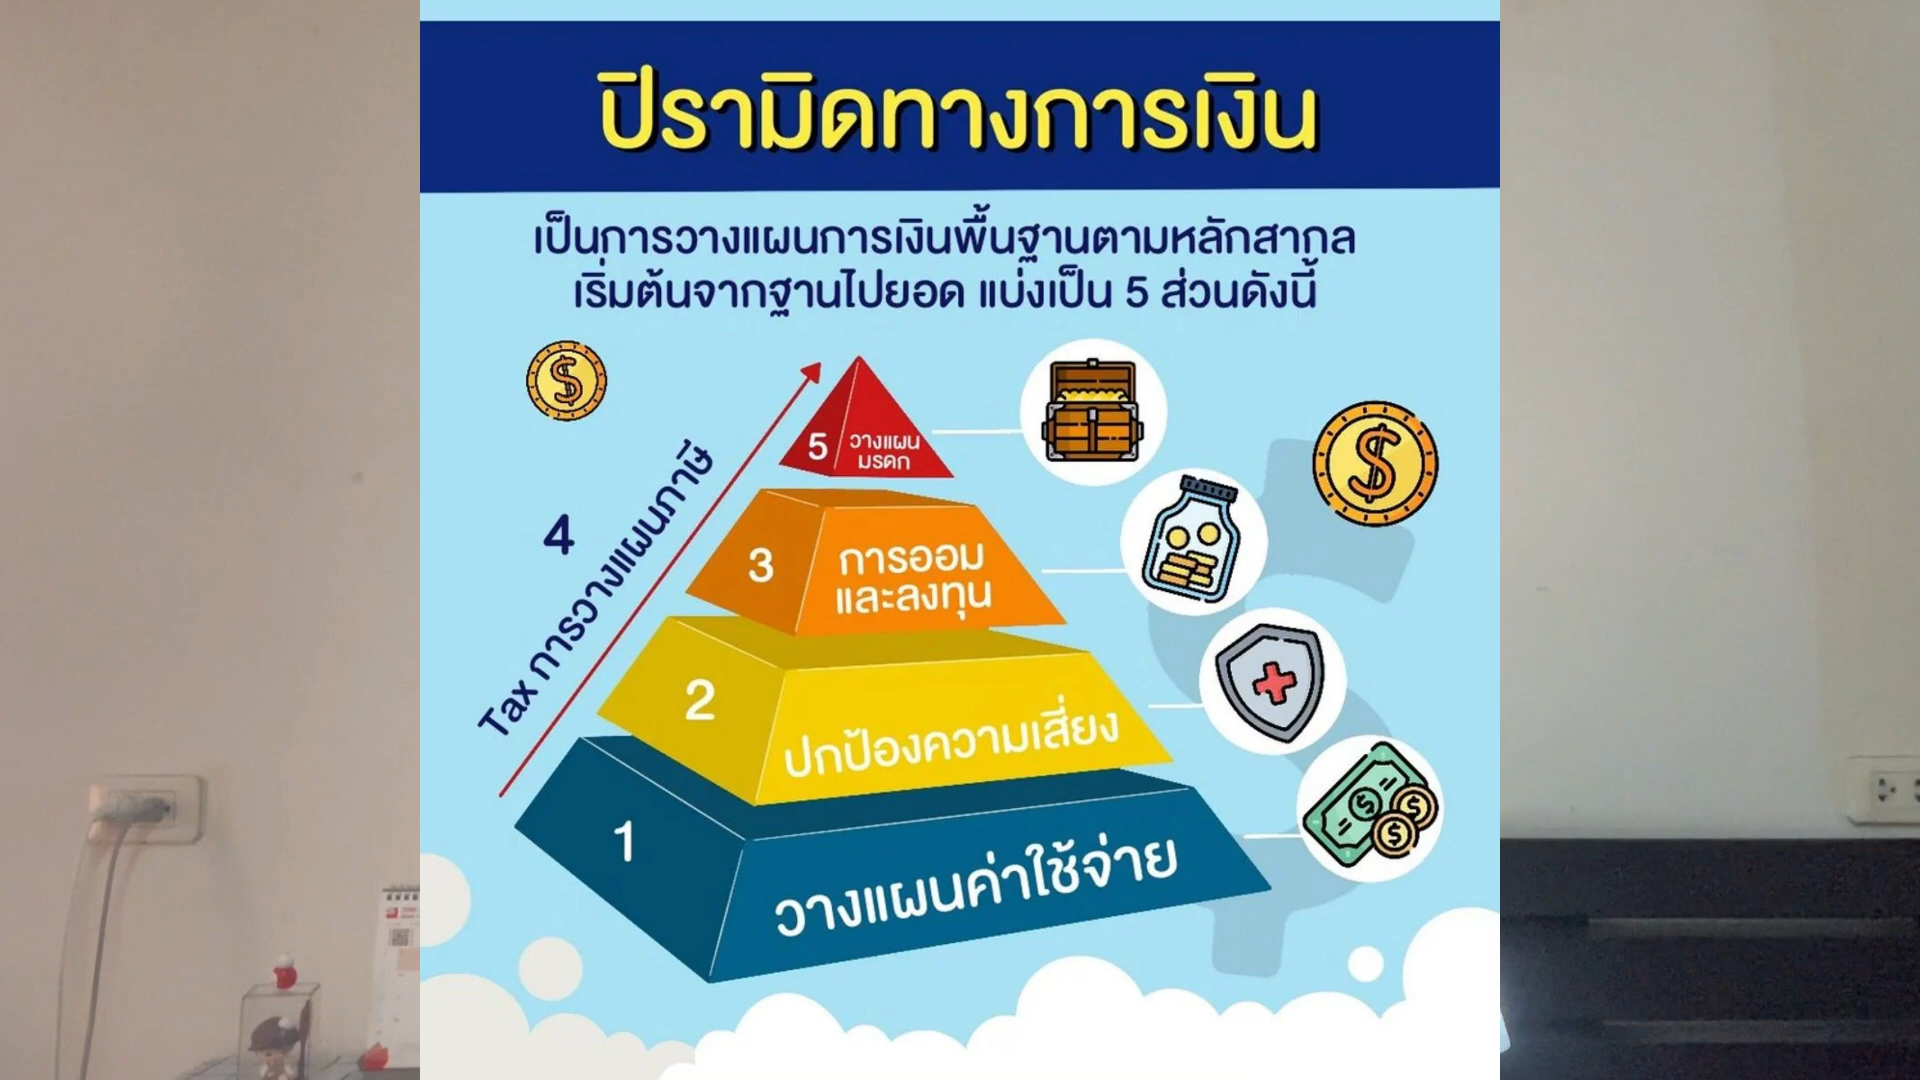 ปิรามิดทางการเงิน
เป็นการวางแผนการเงินพื้นฐานตามหลักสากล
เริ่มต้นจากฐานไปยอด แบ่งเป็น 5 ส่วนดังนี้
5 วางแผน
มรดก
4
Tax การวางแผนภาษี
3 การออม
และลงทุน
2
ปกป้องความเสี่ยง
1
วางแผนค่าใช้จ่าย